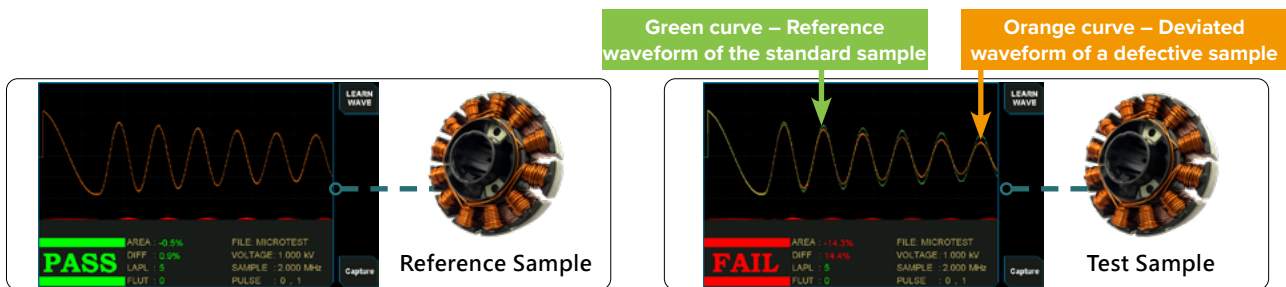 Green curve – Reference
waveform of the standard sample
Orange curve – Deviated
waveform of a defective sample
LEARN
WAVE
PASS
AREA : -0.5%
DIFF : 0.9%
LAPL : 5
FLUT : 0
FILE: MICROTEST
VOLTAGE: 1.000 kV
SAMPLE : 2.000 MHz
PULSE : 0 , 1
Capture
Reference Sample
LEARN
WAVE
FAIL
AREA : -14.3%
DIFF : 14.4%
LAPL : 5
FLUT : 0
FILE: MICROTEST
VOLTAGE: 1.000 kV
SAMPLE : 2.000 MHz
PULSE : 0 , 1
Capture
Test Sample